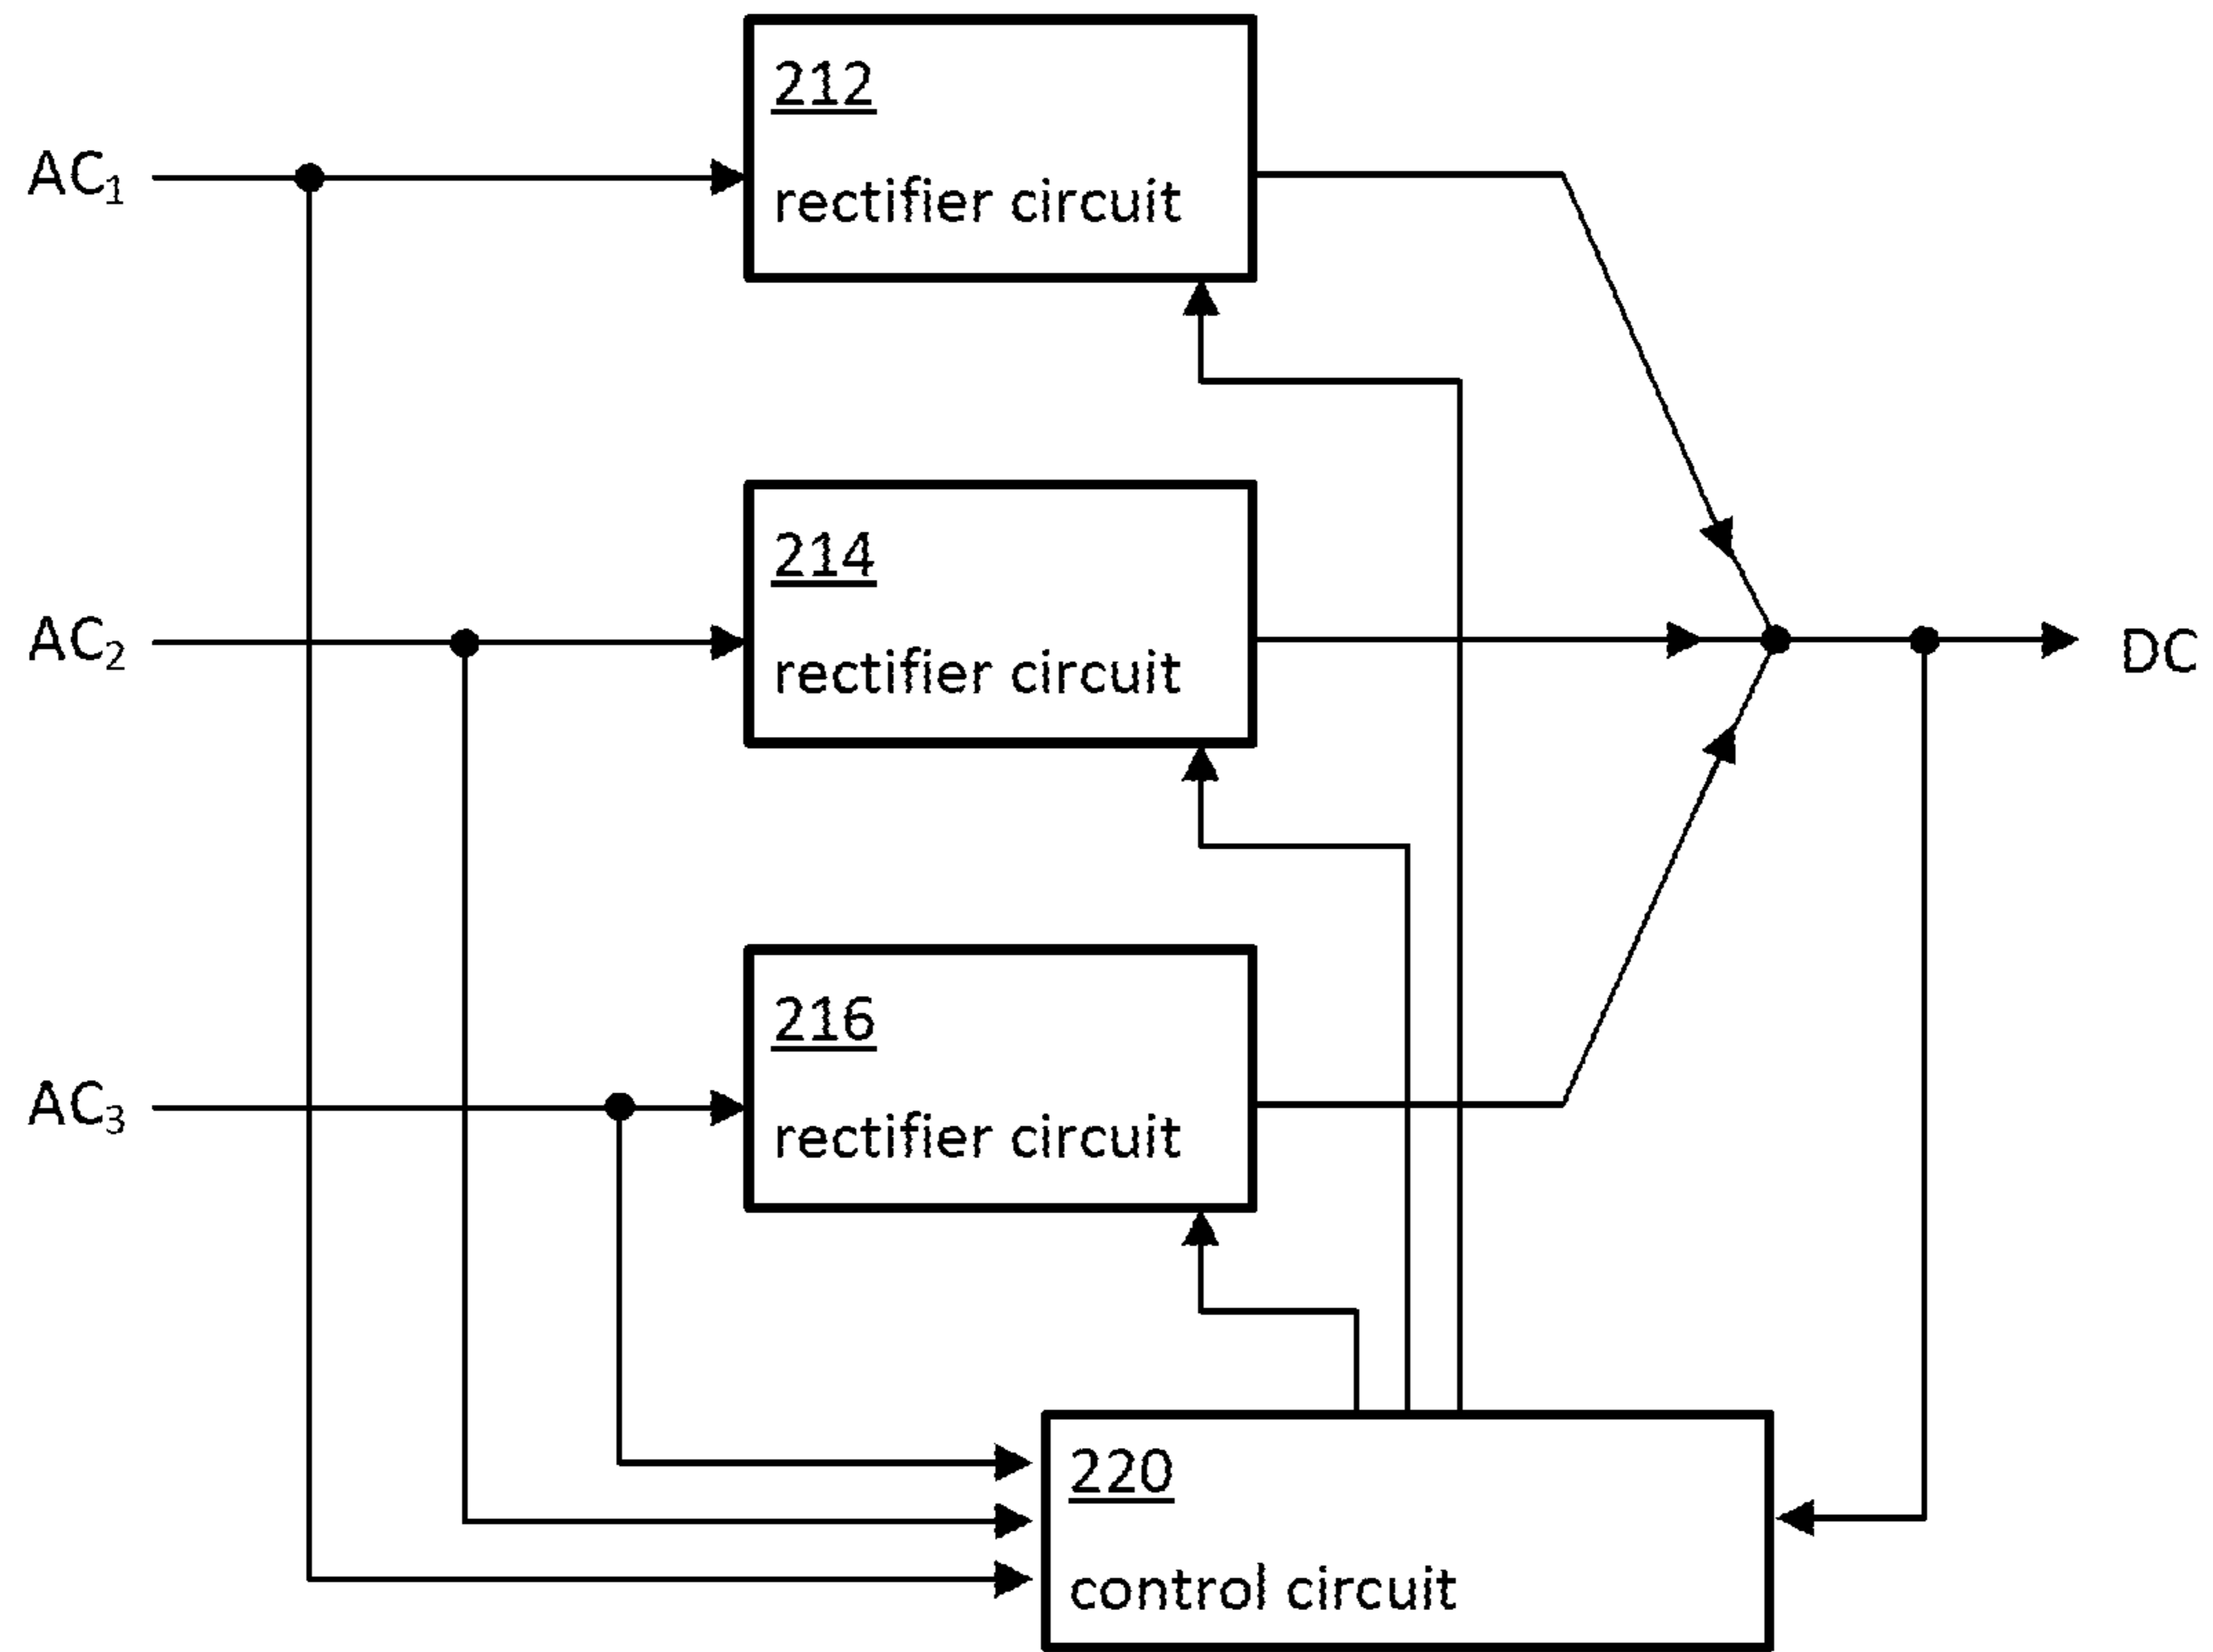 212
AC₁
rectifier circuit
214
AC₂
rectifier circuit
DC
216
AC₃
rectifier circuit
220
control circuit